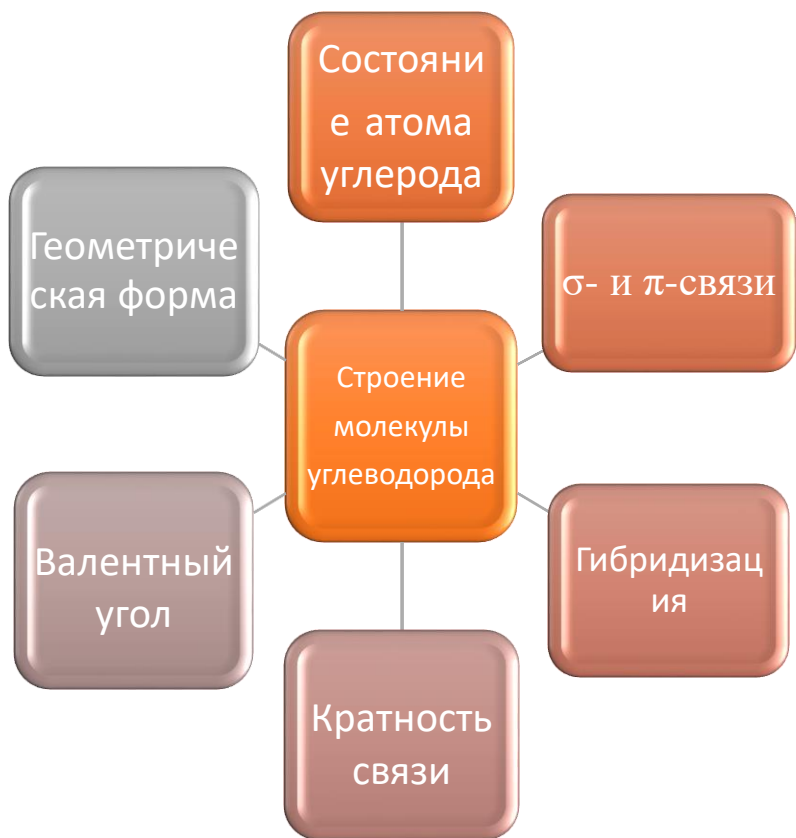 Состояни
е атома
углерода
σ- и π-связи
Гибридизац
ия
Кратность
связи
Валентный
угол
Геометриче
ская форма
Строение
молекулы
углеводорода